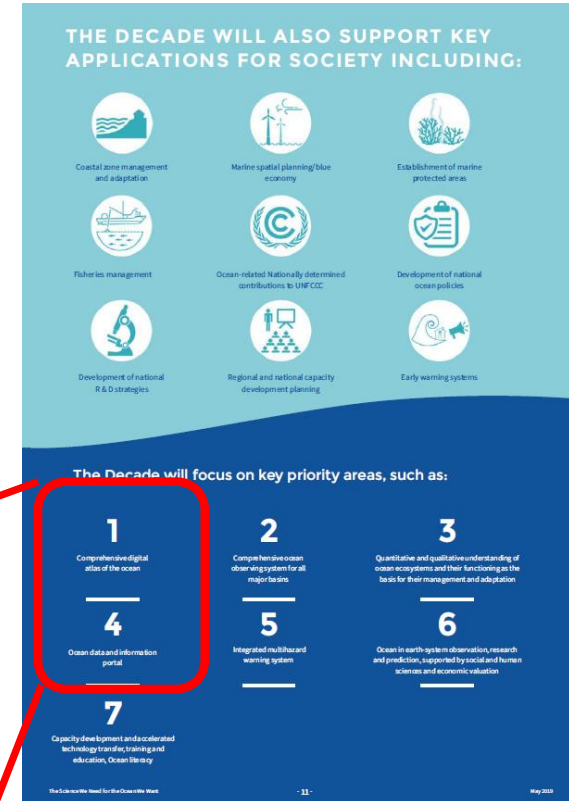 THE DECADE WILL ALSO SUPPORT KEY
APPLICATIONS FOR SOCIETY INCLUDING:
Coastal zone management
and adaptation
Marine spatial planning/blue
economy
Establishment of marine
protected areas
Fisheries management
Ocean-related Nationally determined
contributions to UNFCCC
Development of national
ocean policies
Development of national
R & D strategies
Regional and national capacity
development planning
Early warning systems
The Decade will focus on key priority areas, such as:
1
Comprehensive digital
atlas of the ocean
2
Comprehensive ocean
observing system for all
major basins
3
Quantitative and qualitative understanding of
ocean ecosystems and their functioning as the
basis for their management and adaptation
4
Ocean data and information
portal
5
Integrated multihazard
warning system
6
Ocean in earth-system observation, research
and prediction, supported by social and human
sciences and economic valuation
7
Capacity development and accelerated
technology transfer, training and
education, Ocean literacy
The Science We Need for the Ocean We Want
- 11 -
May 2019